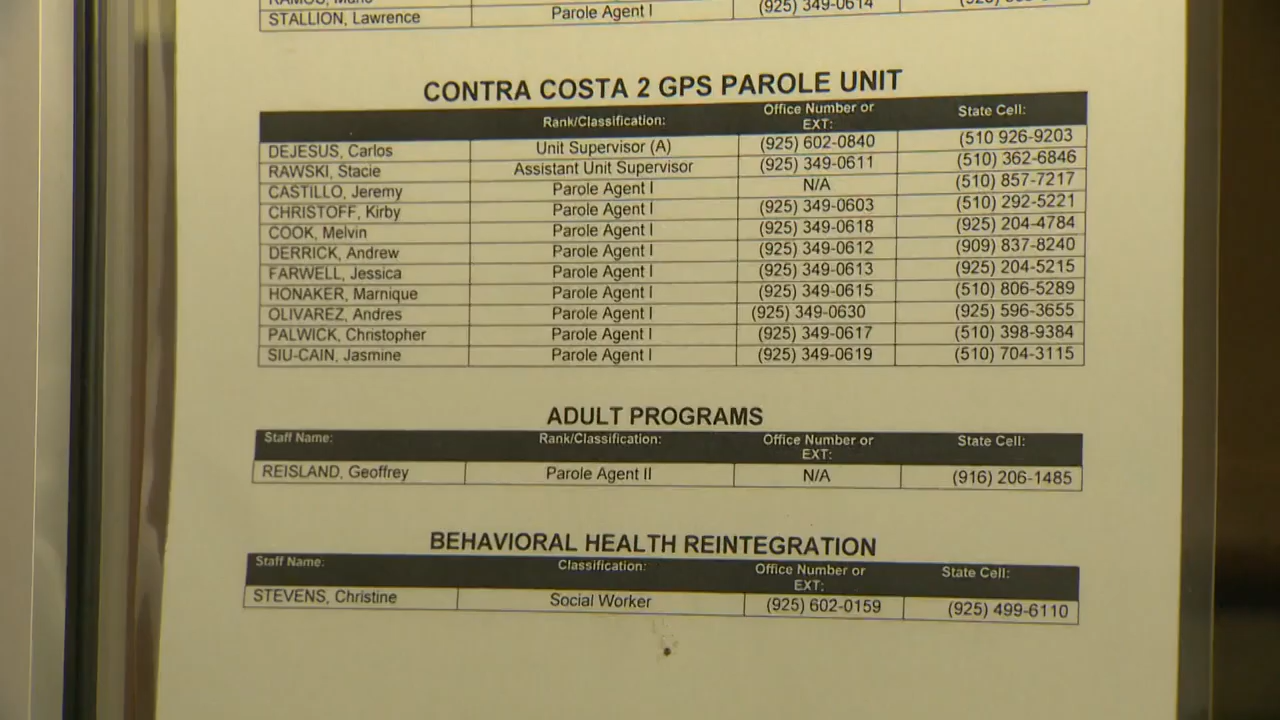 STALLION, Lawrence Parole Agent I (925) 349-0614
CONTRA COSTA 2 GPS PAROLE UNIT
Rank/Classification: Office Number or EXT: State Cell:
DEJESUS, Carlos Unit Supervisor (A) (925) 602-0840 (510 926-9203
RAWSKI, Stacie Assistant Unit Supervisor (925) 349-0611 (510) 362-6846
CASTILLO, Jeremy Parole Agent I N/A (510) 857-7217
CHRISTOFF, Kirby Parole Agent I (925) 349-0603 (510) 292-5221
COOK, Melvin Parole Agent I (925) 349-0618 (925) 204-4784
DERRICK, Andrew Parole Agent I (925) 349-0612 (909) 837-8240
FARWELL, Jessica Parole Agent I (925) 349-0613 (925) 204-5215
HONAKER, Marnique Parole Agent I (925) 349-0615 (510) 806-5289
OLIVAREZ, Andres Parole Agent I (925) 349-0630 (925) 596-3655
PALWICK, Christopher Parole Agent I (925) 349-0617 (510) 398-9384
SIU-CAIN, Jasmine Parole Agent I (925) 349-0619 (510) 704-3115
ADULT PROGRAMS
Staff Name: Rank/Classification: Office Number or EXT: State Cell:
REISLAND, Geoffrey Parole Agent II N/A (916) 206-1485
BEHAVIORAL HEALTH REINTEGRATION
Staff Name: Classification: Office Number or EXT: State Cell:
STEVENS, Christine Social Worker (925) 602-0159 (925) 499-6110